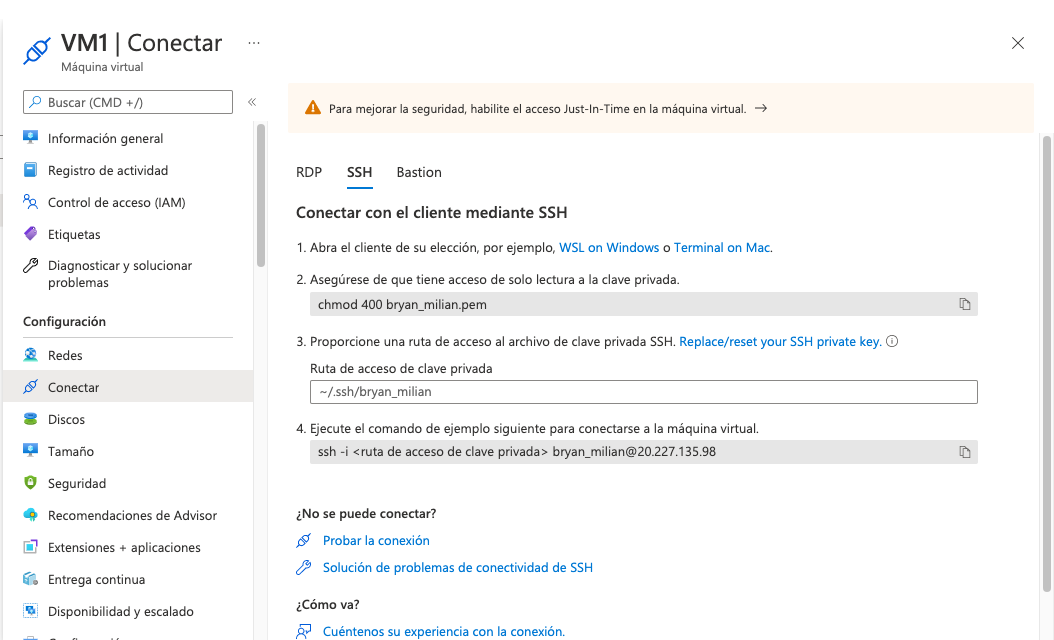 VM1 | Conectar ...
Máquina virtual
Buscar (CMD +/)
«
Información general
Registro de actividad
Control de acceso (IAM)
Etiquetas
Diagnosticar y solucionar
problemas
Configuración
Redes
Conectar
Discos
Tamaño
Seguridad
Recomendaciones de Advisor
Extensiones + aplicaciones
Entrega continua
Disponibilidad y escalado
Para mejorar la seguridad, habilite el acceso Just-In-Time en la máquina virtual. →
RDP SSH Bastion
Conectar con el cliente mediante SSH
1. Abra el cliente de su elección, por ejemplo, WSL on Windows o Terminal on Mac.
2. Asegúrese de que tiene acceso de solo lectura a la clave privada.
chmod 400 bryan_milian.pem
3. Proporcione una ruta de acceso al archivo de clave privada SSH. Replace/reset your SSH private key.
Ruta de acceso de clave privada
~/.ssh/bryan_milian
4. Ejecute el comando de ejemplo siguiente para conectarse a la máquina virtual.
ssh -i <ruta de acceso de clave privada> bryan_milian@20.227.135.98
¿No se puede conectar?
Probar la conexión
Solución de problemas de conectividad de SSH
¿Cómo va?
Cuéntenos su experiencia con la conexión.